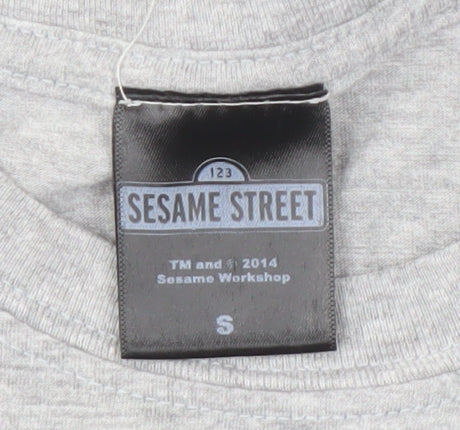 123
SESAME STREET
TM and © 2014
Sesame Workshop
S